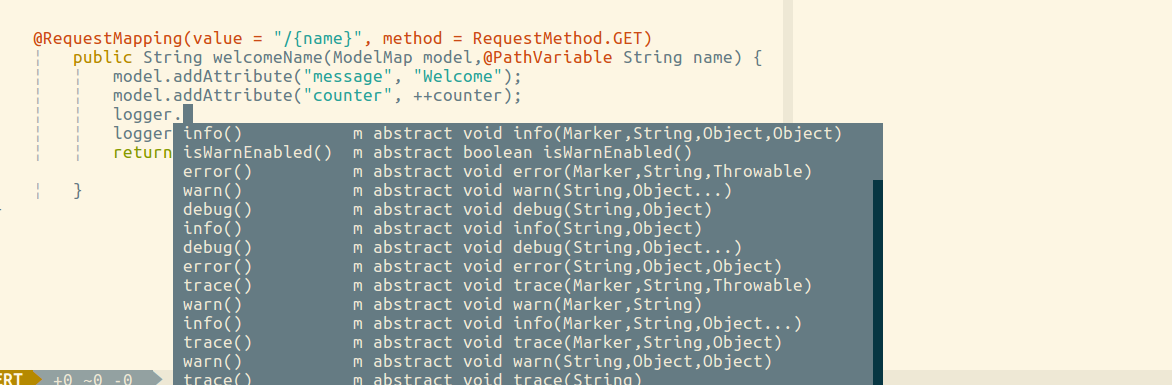 @RequestMapping(value = "/{name}", method = RequestMethod.GET)
public String welcomeName(ModelMap model,@PathVariable String name) {
model.addAttribute("message", "Welcome");
model.addAttribute("counter", ++counter);
logger.
logger
return
}
info() m abstract void info(Marker,String,Object,Object)
isWarnEnabled() m abstract boolean isWarnEnabled()
error() m abstract void error(Marker,String,Throwable)
warn() m abstract void warn(String,Object...)
debug() m abstract void debug(String,Object)
info() m abstract void info(String,Object)
debug() m abstract void debug(String,Object...)
error() m abstract void error(String,Object,Object)
trace() m abstract void trace(Marker,String,Throwable)
warn() m abstract void warn(Marker,String)
info() m abstract void info(Marker,String,Object...)
trace() m abstract void trace(Marker,String,Object)
warn() m abstract void warn(String,Object,Object)
trace() m abstract void trace(String)
ERT +0 ~0 -0